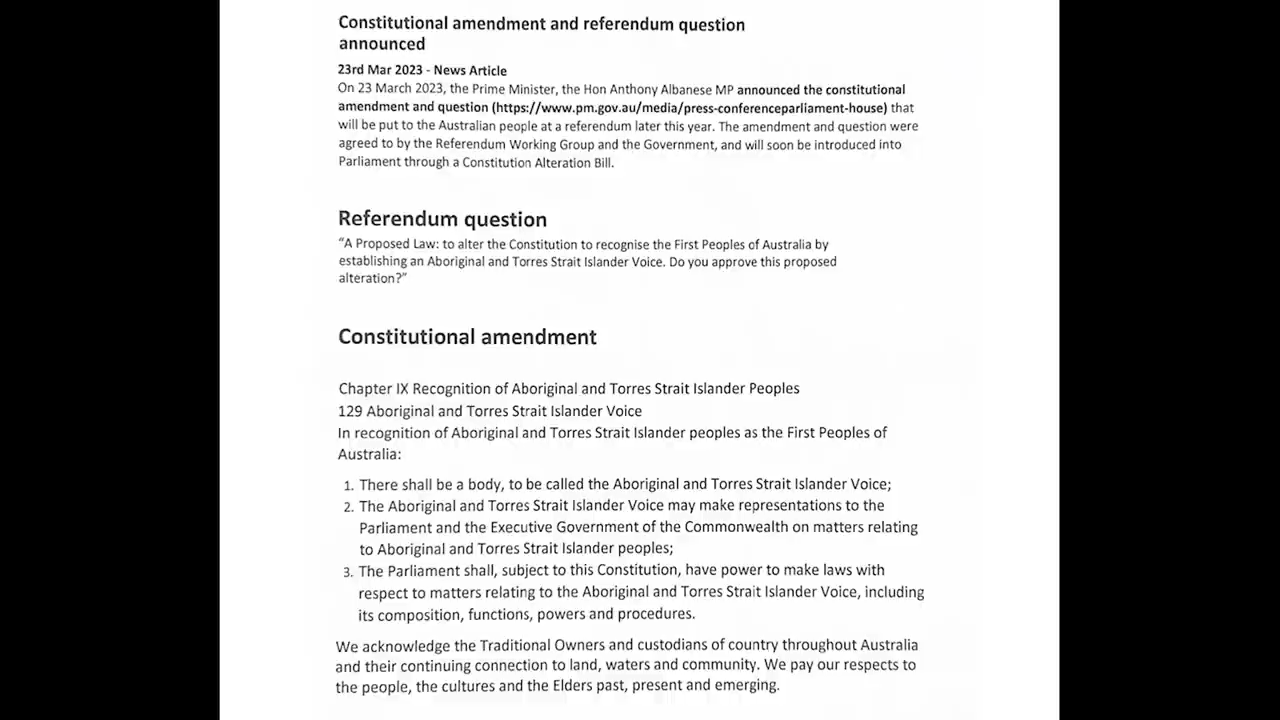 Constitutional amendment and referendum question
announced
23rd Mar 2023 - News Article
On 23 March 2023, the Prime Minister, the Hon Anthony Albanese MP announced the constitutional
amendment and question (https://www.pm.gov.au/media/press-conferenceparliament-house) that
will be put to the Australian people at a referendum later this year. The amendment and question were
agreed to by the Referendum Working Group and the Government, and will soon be introduced into
Parliament through a Constitution Alteration Bill.
Referendum question
“A Proposed Law: to alter the Constitution to recognise the First Peoples of Australia by
establishing an Aboriginal and Torres Strait Islander Voice. Do you approve this proposed
alteration?”
Constitutional amendment
Chapter IX Recognition of Aboriginal and Torres Strait Islander Peoples
129 Aboriginal and Torres Strait Islander Voice
In recognition of Aboriginal and Torres Strait Islander peoples as the First Peoples of
Australia:
1. There shall be a body, to be called the Aboriginal and Torres Strait Islander Voice;
2. The Aboriginal and Torres Strait Islander Voice may make representations to the
Parliament and the Executive Government of the Commonwealth on matters relating
to Aboriginal and Torres Strait Islander peoples;
3. The Parliament shall, subject to this Constitution, have power to make laws with
respect to matters relating to the Aboriginal and Torres Strait Islander Voice, including
its composition, functions, powers and procedures.
We acknowledge the Traditional Owners and custodians of country throughout Australia
and their continuing connection to land, waters and community. We pay our respects to
the people, the cultures and the Elders past, present and emerging.